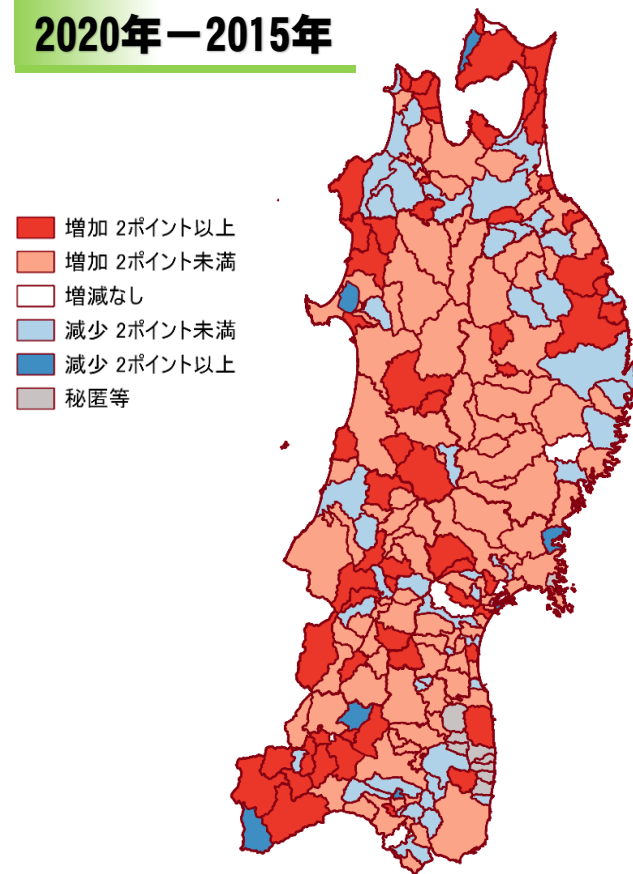 2020年－2015年
増加 2ポイント以上
増加 2ポイント未満
増減なし
減少 2ポイント未満
減少 2ポイント以上
秘匿等